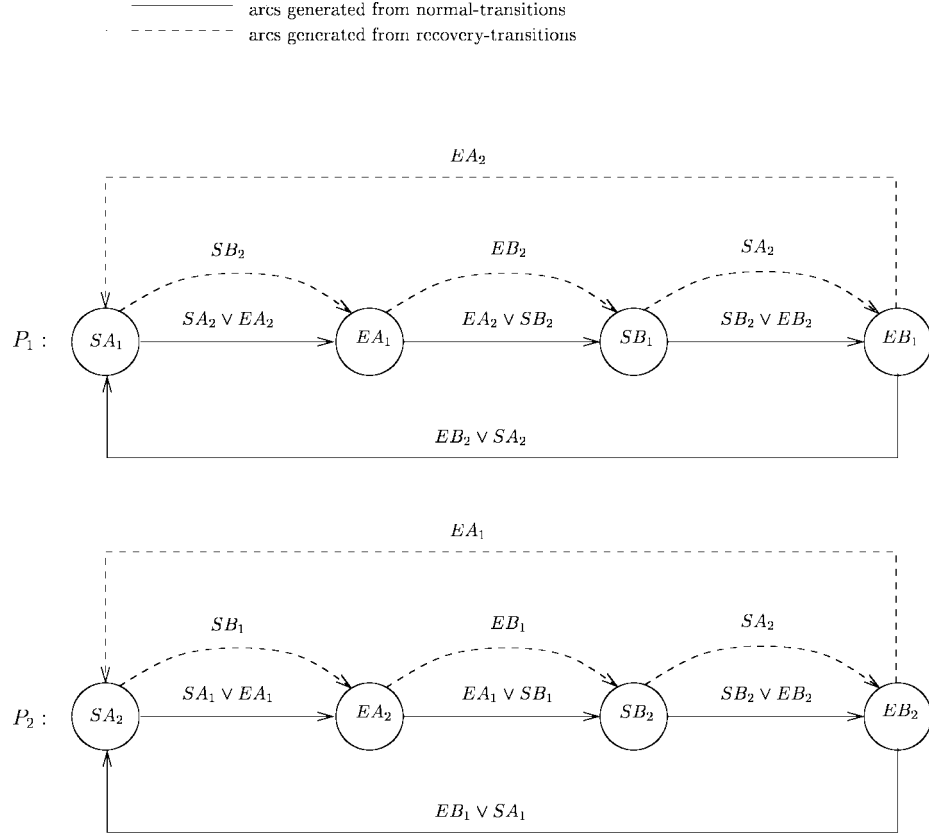 arcs generated from normal-transitions
arcs generated from recovery-transitions
EA₂
SB₂
EB₂
SA₂
SA₂ ∨ EA₂
EA₂ ∨ SB₂
SB₂ ∨ EB₂
P₁ :
SA₁
EA₁
SB₁
EB₁
EB₂ ∨ SA₂
EA₁
SB₁
EB₁
SA₂
SA₁ ∨ EA₁
EA₁ ∨ SB₁
SB₂ ∨ EB₂
P₂ :
SA₂
EA₂
SB₂
EB₂
EB₁ ∨ SA₁